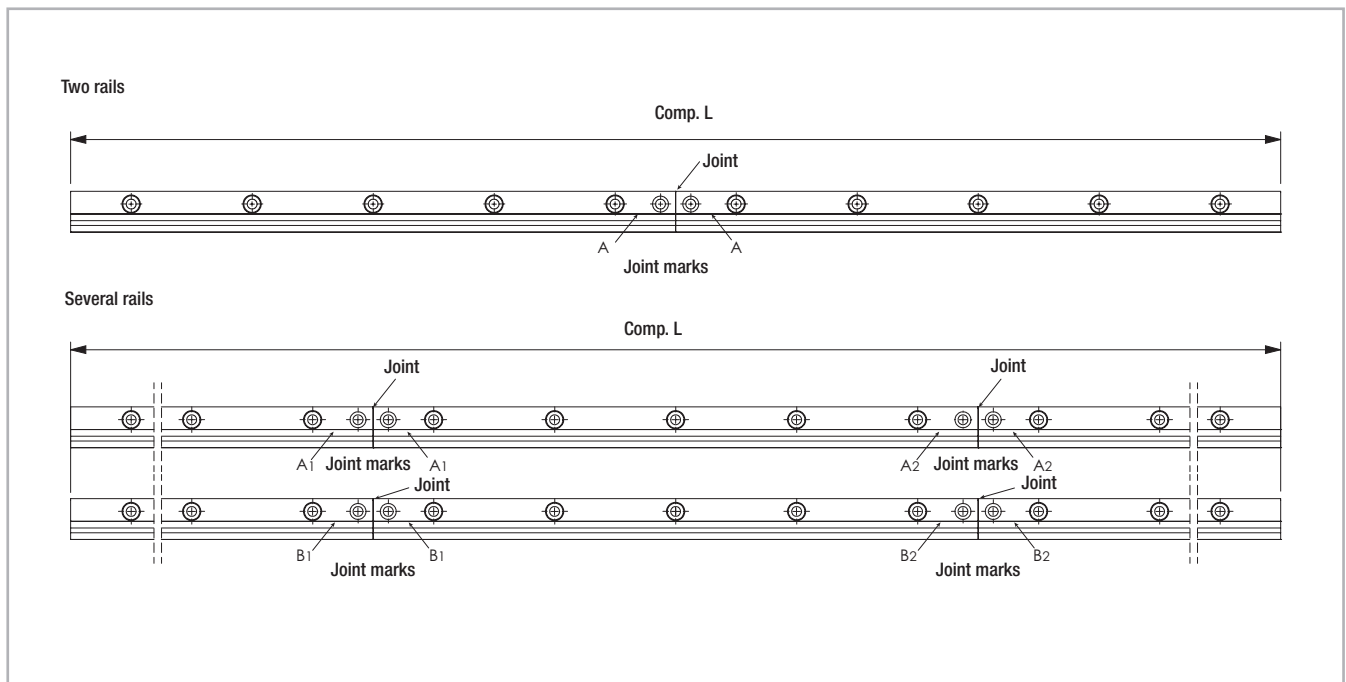 Two rails
Comp. L
Joint
A A
Joint marks
Several rails
Comp. L
Joint Joint
A1 Joint marks A1 A2 Joint marks A2
Joint Joint
B1 B1 B2 B2
Joint marks Joint marks